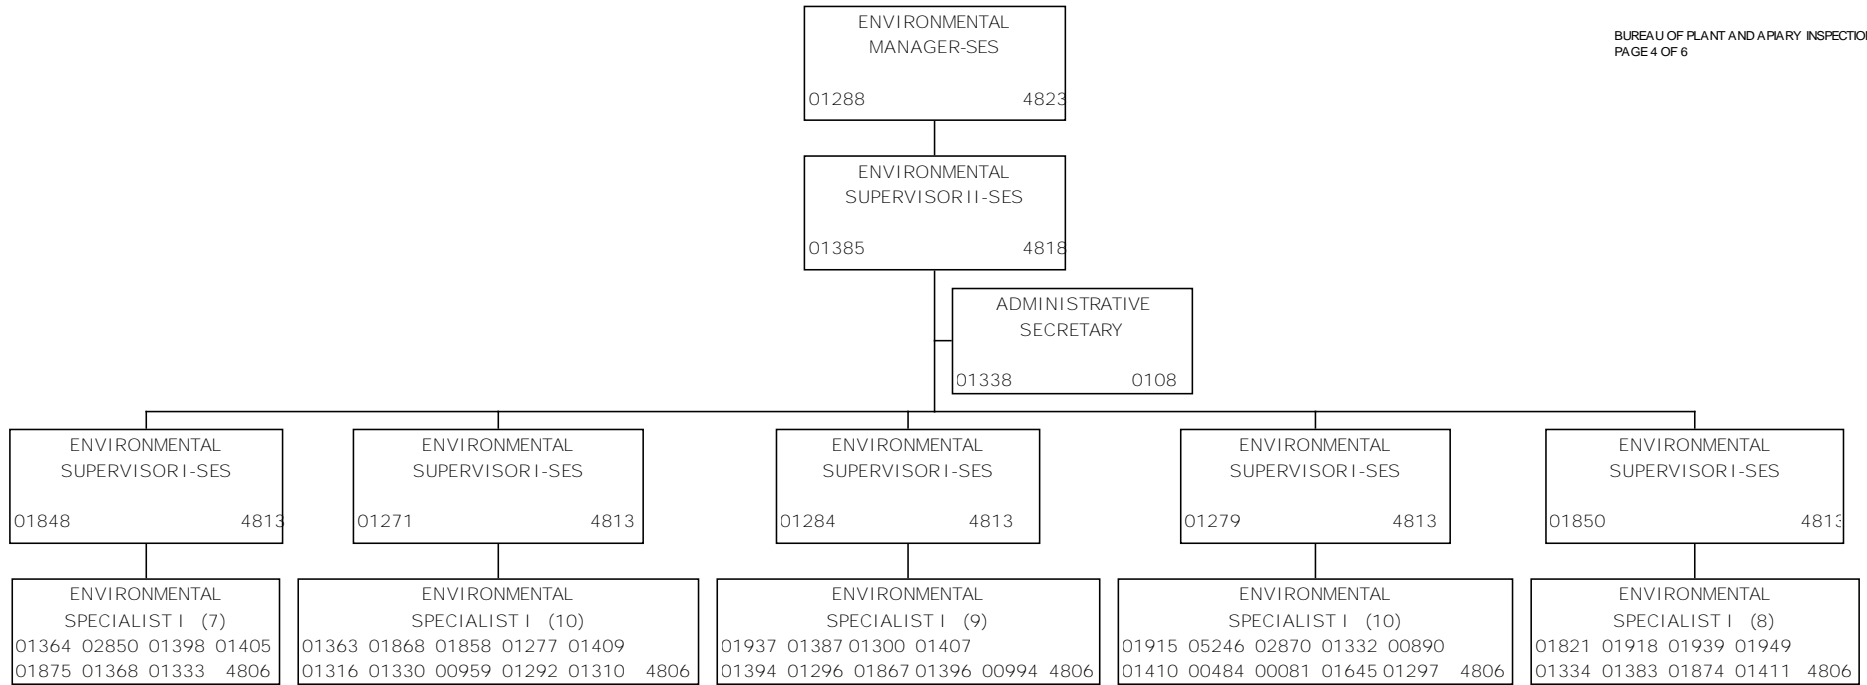 ENVIRONMENTAL
MANAGER-SES
01288 4823
BUREAU OF PLANT AND APIARY INSPECTION
PAGE 4 OF 6
ENVIRONMENTAL
SUPERVISOR II-SES
01385 4818
ADMINISTRATIVE
SECRETARY
01338 0108
ENVIRONMENTAL
SUPERVISOR I-SES
01848 4813
ENVIRONMENTAL
SUPERVISOR I-SES
01271 4813
ENVIRONMENTAL
SUPERVISOR I-SES
01284 4813
ENVIRONMENTAL
SUPERVISOR I-SES
01279 4813
ENVIRONMENTAL
SUPERVISOR I-SES
01850 4813
ENVIRONMENTAL
SPECIALIST I (7)
01364 02850 01398 01405
01875 01368 01333 4806
ENVIRONMENTAL
SPECIALIST I (10)
01363 01868 01858 01277 01409
01316 01330 00959 01292 01310 4806
ENVIRONMENTAL
SPECIALIST I (9)
01937 01387 01300 01407
01394 01296 01867 01396 00994 4806
ENVIRONMENTAL
SPECIALIST I (10)
01915 05246 02870 01332 00890
01410 00484 00081 01645 01297 4806
ENVIRONMENTAL
SPECIALIST I (8)
01821 01918 01939 01949
01334 01383 01874 01411 4806